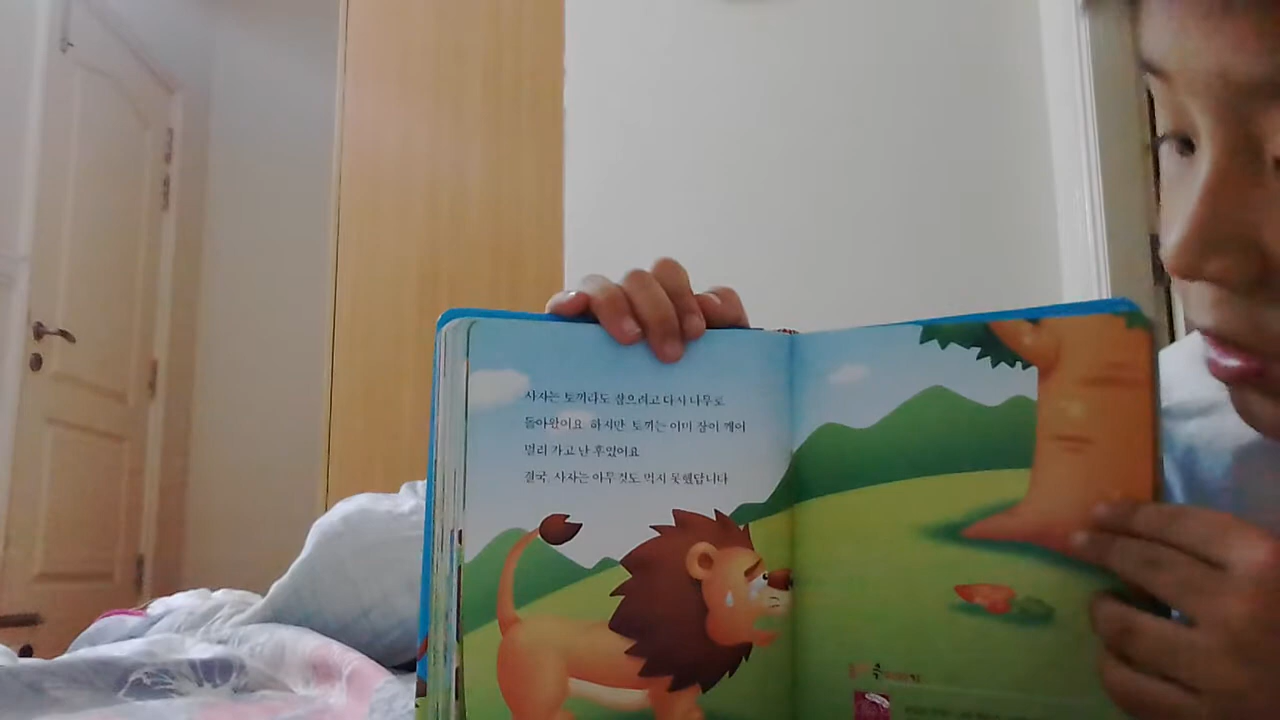 사자는 토끼라도 잡으려고 다시 나무로
돌아왔어요. 하지만, 토끼는 이미 잠이 깨어
멀리 가고 난 후였어요.
결국, 사자는 아무것도 먹지 못했답니다.